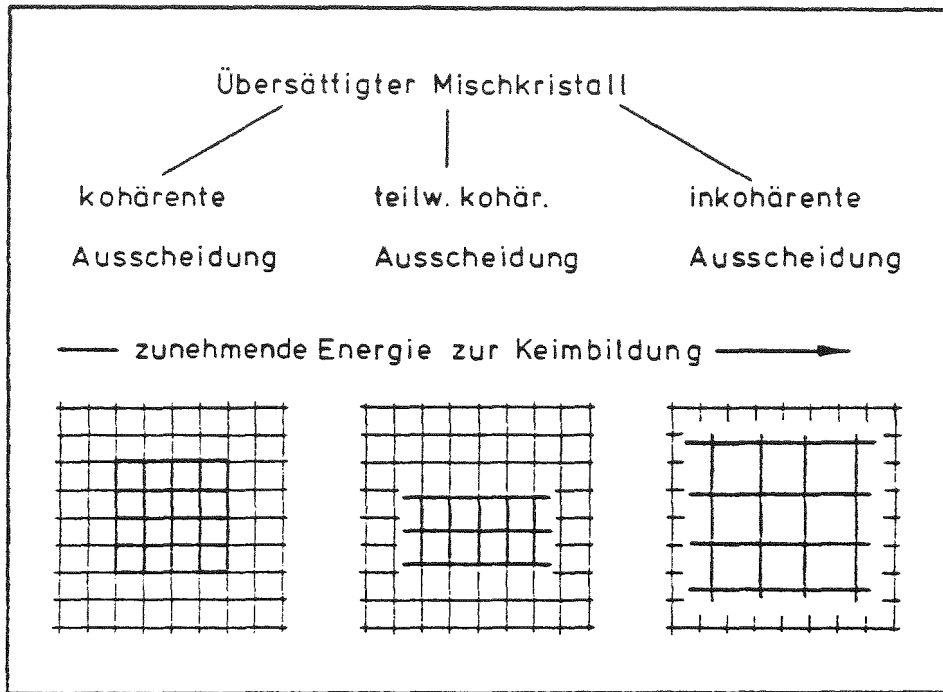 Übersättigter Mischkristall
kohärente
Ausscheidung
teilw. kohär.
Ausscheidung
inkohärente
Ausscheidung
zunehmende Energie zur Keimbildung